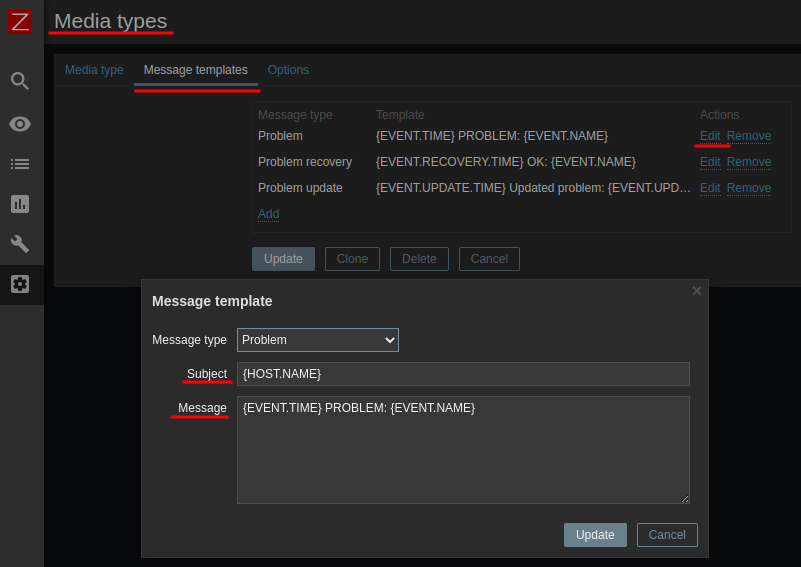 Z
Media types
Media type Message templates Options
Message type Template Actions
Problem {EVENT.TIME} PROBLEM: {EVENT.NAME} Edit Remove
Problem recovery {EVENT.RECOVERY.TIME} OK: {EVENT.NAME} Edit Remove
Problem update {EVENT.UPDATE.TIME} Updated problem: {EVENT.UPD... Edit Remove
Add
Update Clone Delete Cancel
Message template
Message type Problem
Subject {HOST.NAME}
Message {EVENT.TIME} PROBLEM: {EVENT.NAME}
Update Cancel